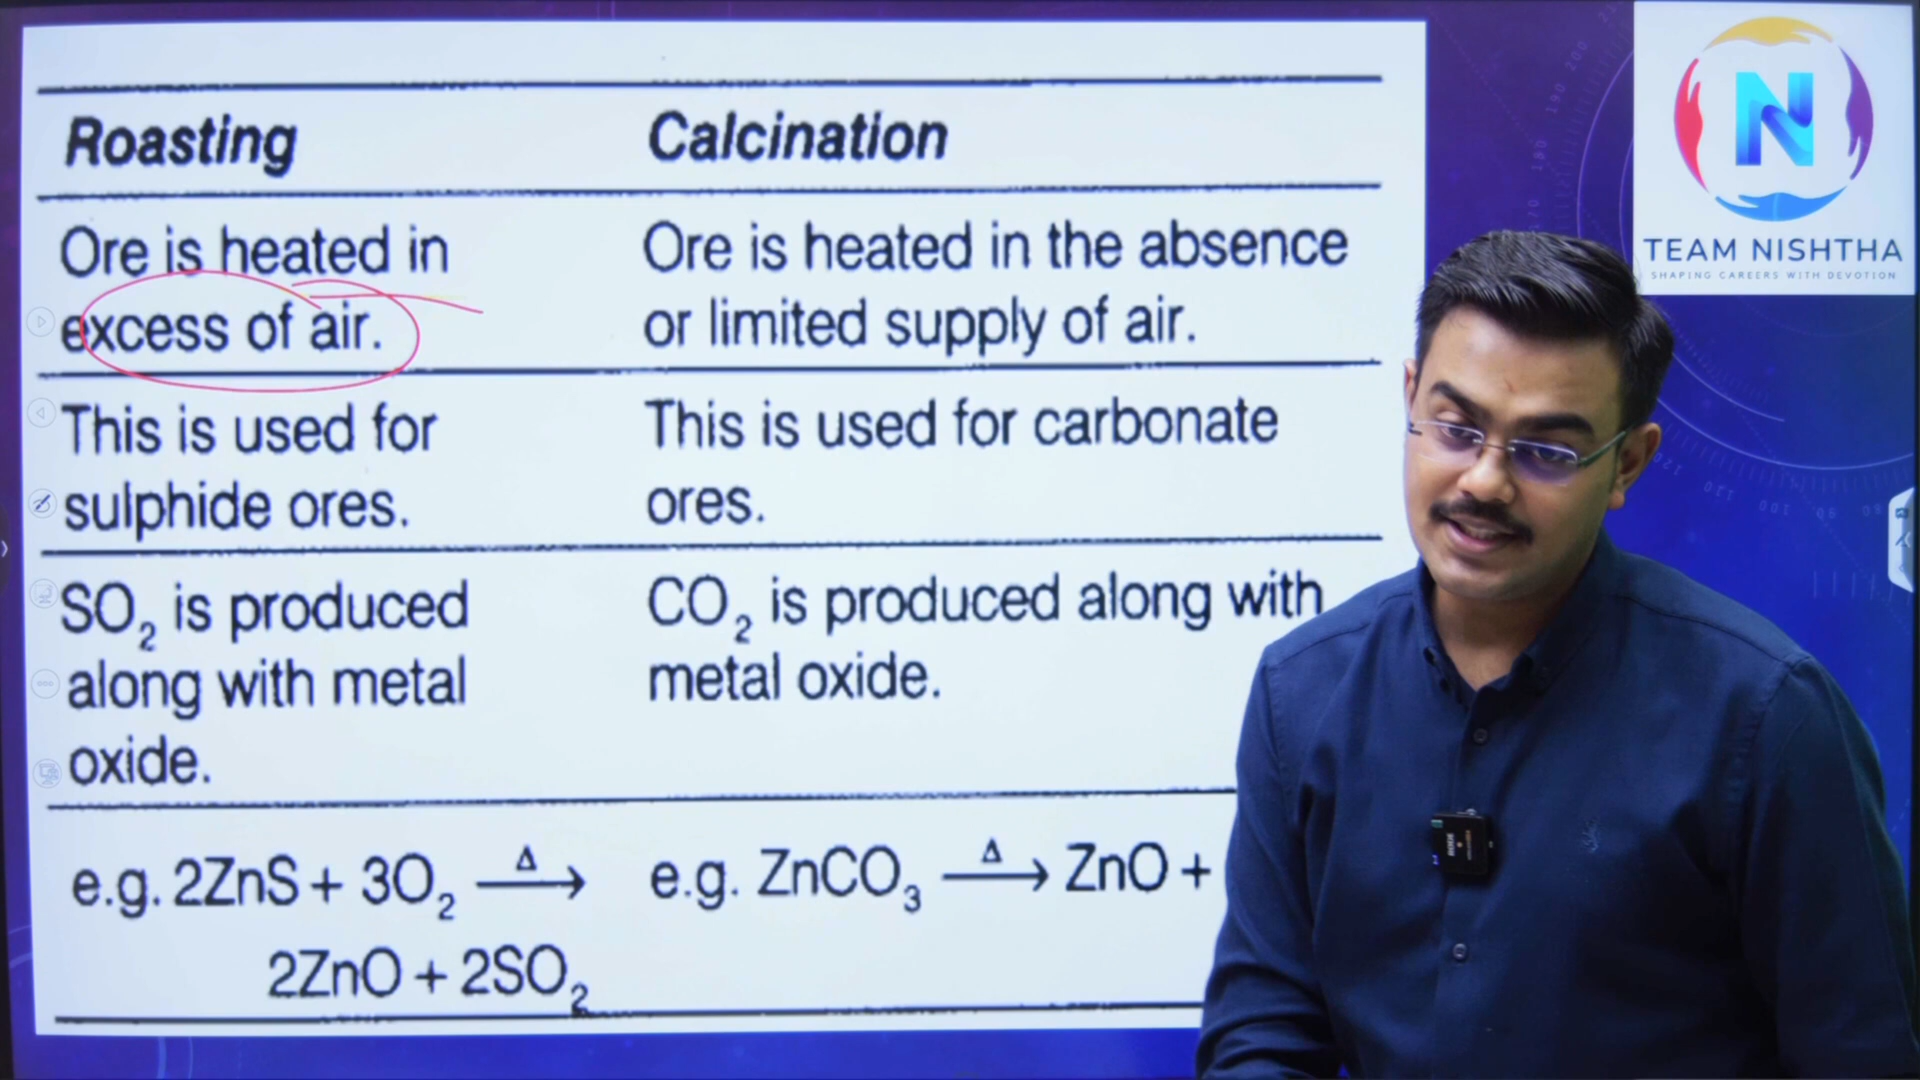 Roasting
Calcination
Ore is heated in
excess of air.
Ore is heated in the absence
or limited supply of air.
This is used for
sulphide ores.
This is used for carbonate
ores.
SO₂ is produced
along with metal
oxide.
CO₂ is produced along with
metal oxide.
e.g. 2ZnS + 3O₂ —Δ→
2ZnO + 2SO₂
e.g. ZnCO₃ —Δ→ ZnO +
N
TEAM NISHTHA
SHAPING CAREERS WITH DEVOTION
RODE